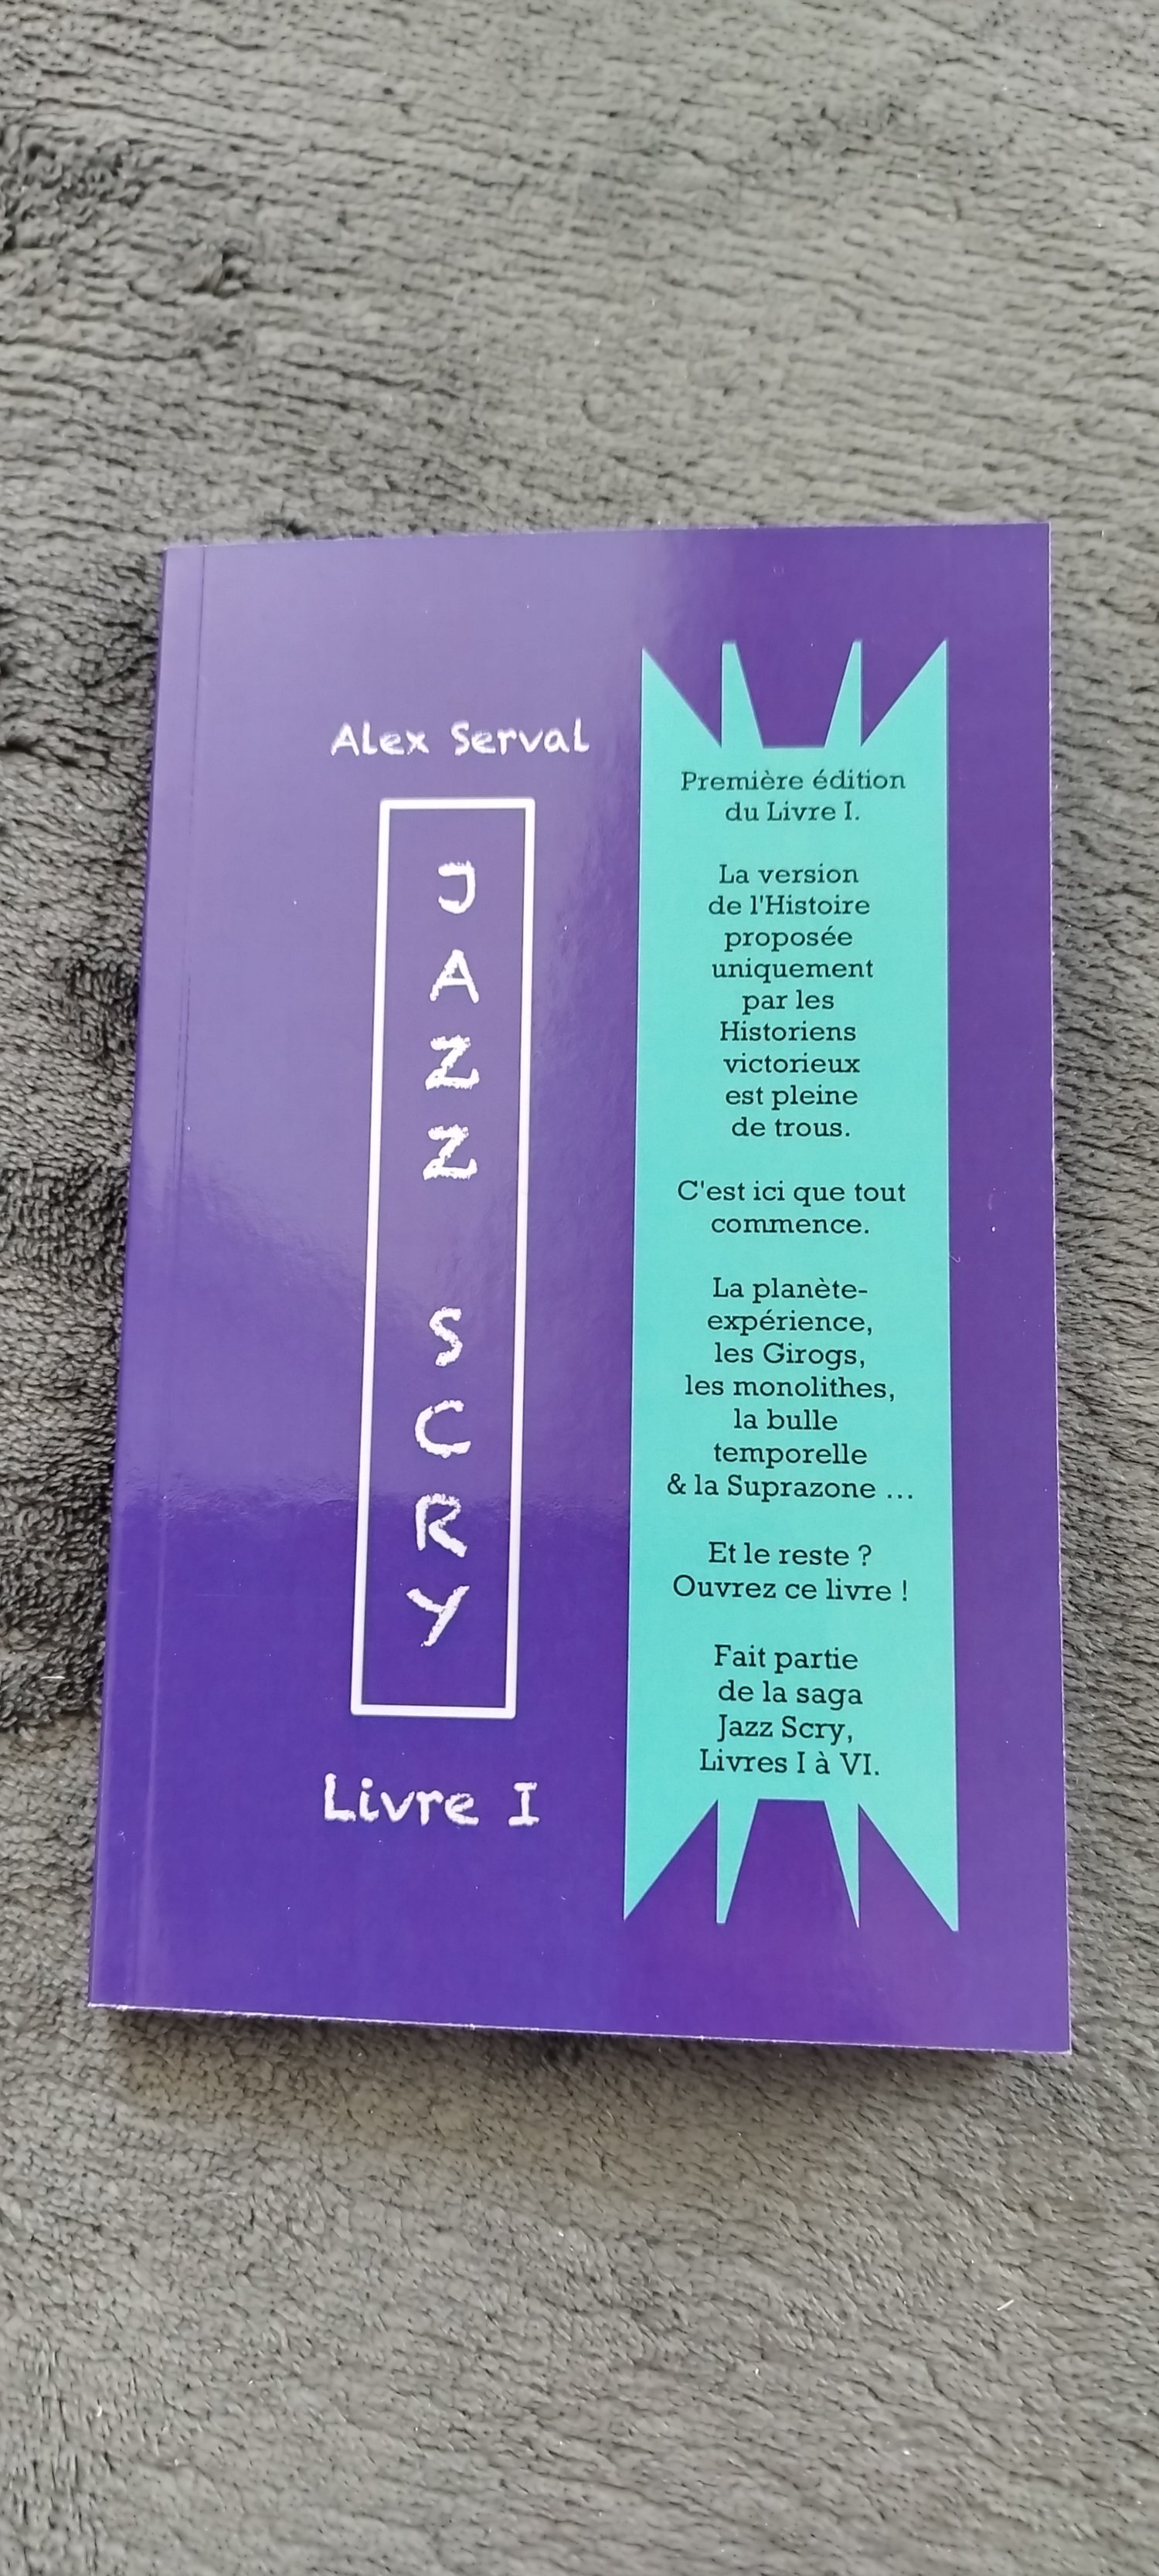 Alex Serval
JAZZ SCRY
Livre I
Première édition
du Livre I.
La version
de l'Histoire
proposée
uniquement
par les
Historiens
victorieux
est pleine
de trous.
C'est ici que tout
commence.
La planète-
expérience,
les Girogs,
les monolithes,
la bulle
temporelle
& la Suprazone ...
Et le reste ?
Ouvrez ce livre !
Fait partie
de la saga
Jazz Scry,
Livres I à VI.